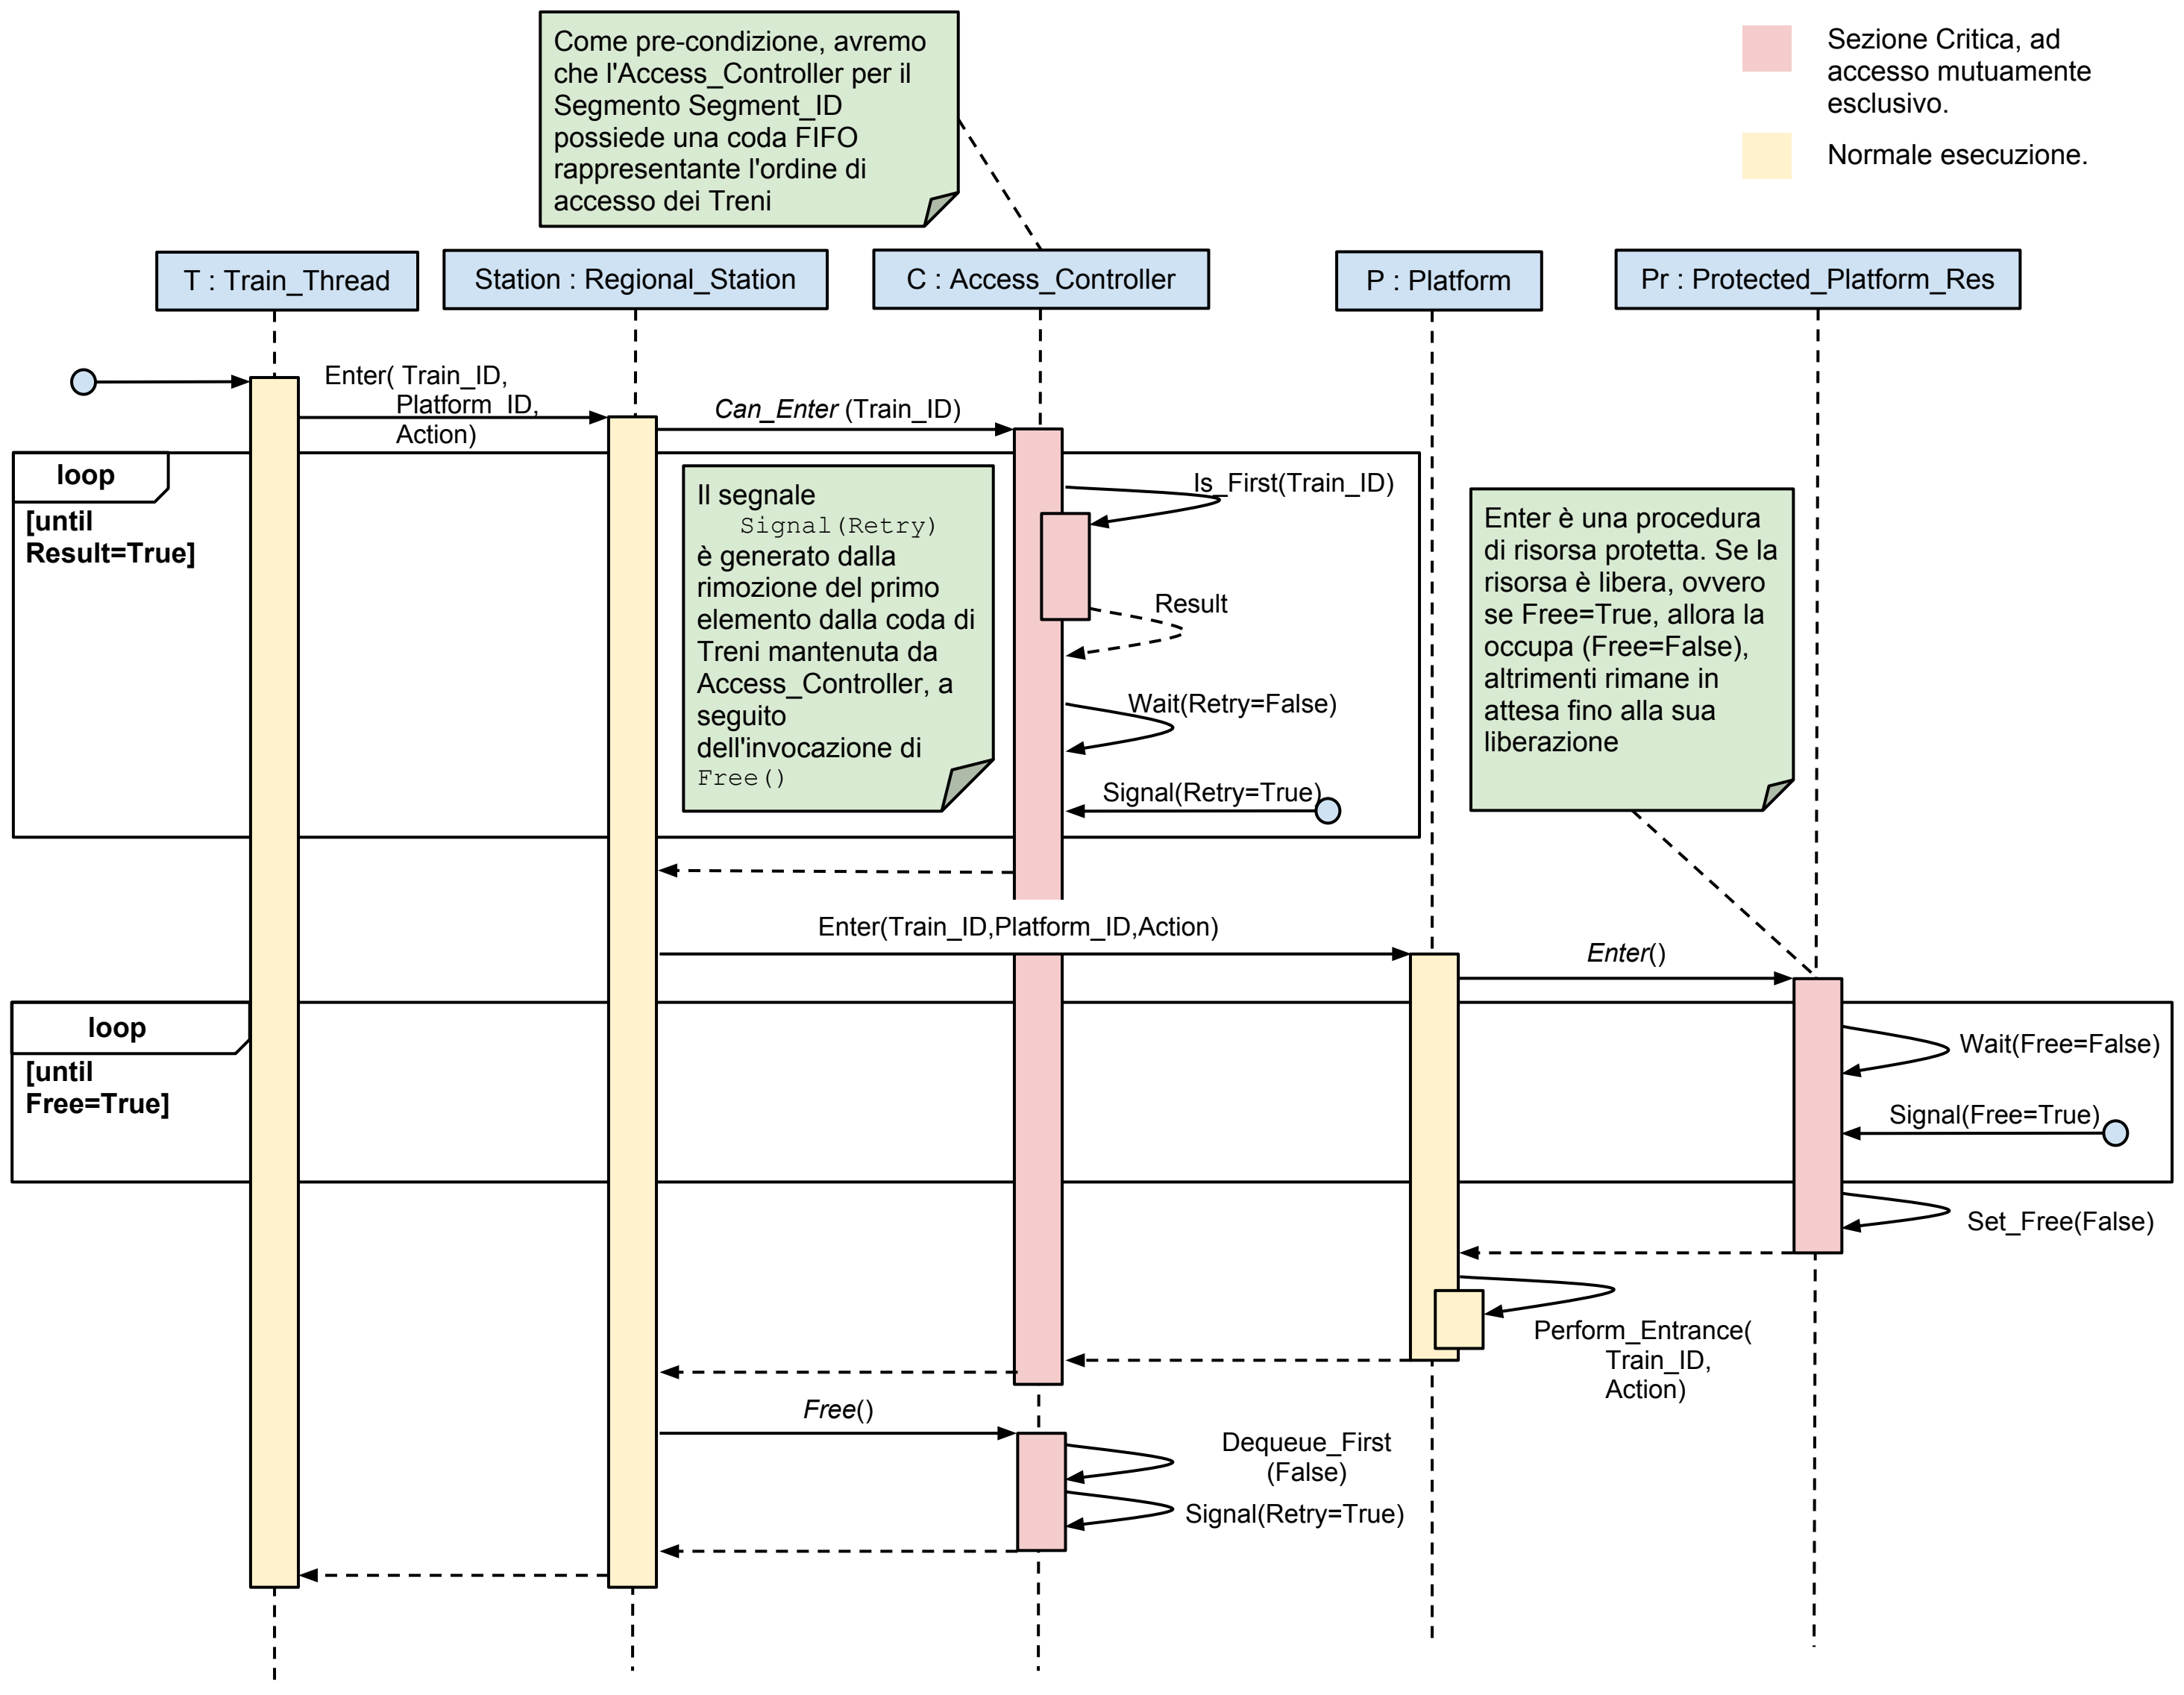 Come pre-condizione, avremo
che l'Access_Controller per il
Segmento Segment_ID
possiede una coda FIFO
rappresentante l'ordine di
accesso dei Treni
Sezione Critica, ad
accesso mutuamente
esclusivo.
Normale esecuzione.
T : Train_Thread
Station : Regional_Station
C : Access_Controller
P : Platform
Pr : Protected_Platform_Res
Enter( Train_ID,
Platform_ID,
Action)
Can_Enter (Train_ID)
loop
[until
Result=True]
Il segnale
Signal(Retry)
è generato dalla
rimozione del primo
elemento dalla coda di
Treni mantenuta da
Access_Controller, a
seguito
dell'invocazione di
Free()
Is_First(Train_ID)
Result
Wait(Retry=False)
Signal(Retry=True)
Enter è una procedura
di risorsa protetta. Se la
risorsa è libera, ovvero
se Free=True, allora la
occupa (Free=False),
altrimenti rimane in
attesa fino alla sua
liberazione
Enter(Train_ID,Platform_ID,Action)
Enter()
loop
[until
Free=True]
Wait(Free=False)
Signal(Free=True)
Set_Free(False)
Perform_Entrance(
Train_ID,
Action)
Free()
Dequeue_First
(False)
Signal(Retry=True)